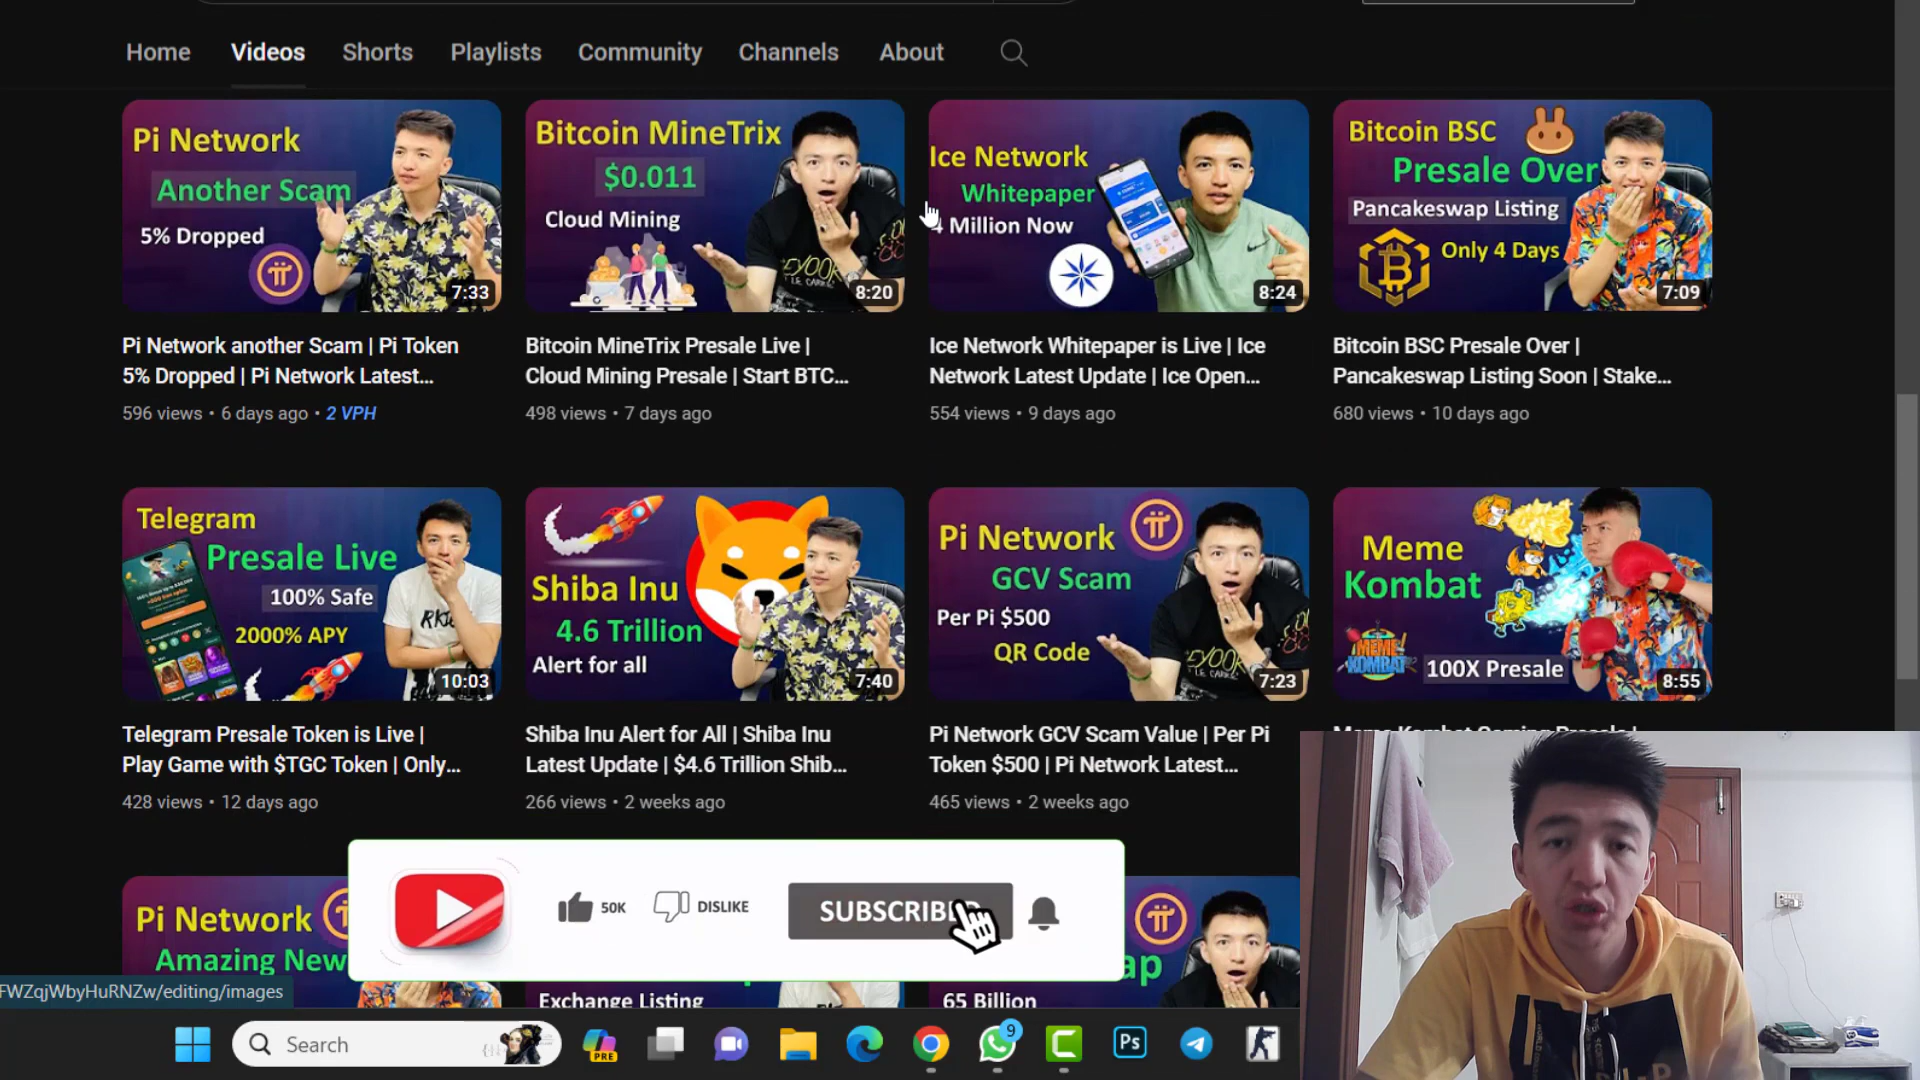 Home Videos Shorts Playlists Community Channels About
Pi Network
Another Scam
5% Dropped
7:33
Bitcoin MineTrix
$0.011
Cloud Mining
8:20
Ice Network
Whitepaper
4 Million Now
8:24
Bitcoin BSC
Presale Over
Pancakeswap Listing
Only 4 Days
7:09
Pi Network another Scam | Pi Token
5% Dropped | Pi Network Latest...
596 views • 6 days ago • 2 VPH
Bitcoin MineTrix Presale Live |
Cloud Mining Presale | Start BTC...
498 views • 7 days ago
Ice Network Whitepaper is Live | Ice
Network Latest Update | Ice Open...
554 views • 9 days ago
Bitcoin BSC Presale Over |
Pancakeswap Listing Soon | Stake...
680 views • 10 days ago
Telegram
Presale Live
100% Safe
2000% APY
10:03
Shiba Inu
4.6 Trillion
Alert for all
7:40
Pi Network
GCV Scam
Per Pi $500
QR Code
7:23
Meme
Kombat
MEME
KOMBAT
100X Presale
8:55
Telegram Presale Token is Live |
Play Game with $TGC Token | Only...
428 views • 12 days ago
Shiba Inu Alert for All | Shiba Inu
Latest Update | $4.6 Trillion Shib...
266 views • 2 weeks ago
Pi Network GCV Scam Value | Per Pi
Token $500 | Pi Network Latest...
465 views • 2 weeks ago
Pi Network
Amazing New
50K
DISLIKE
SUBSCRIBED
Exchange Listing
65 Billion
FWZqjWbyHuRNZw/editing/images
Search
PRE
9
Ps